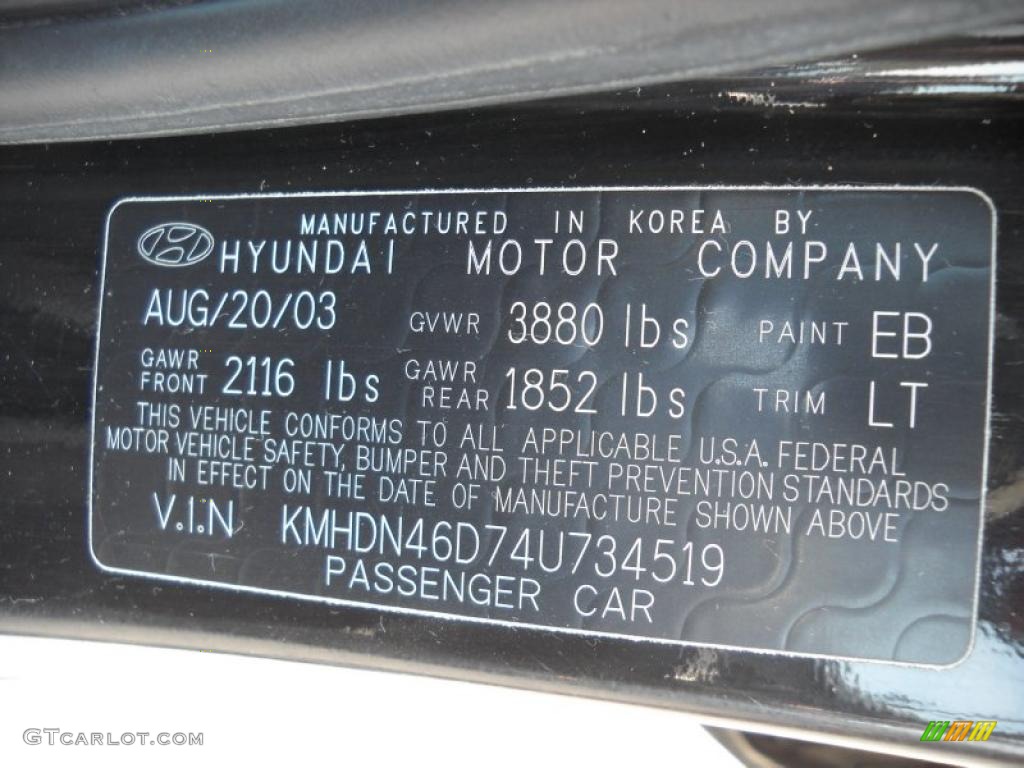 MANUFACTURED IN KOREA BY
HYUNDAI MOTOR COMPANY
AUG/20/03 GVWR 3880 lbs PAINT EB
GAWR FRONT 2116 lbs GAWR REAR 1852 lbs TRIM LT
THIS VEHICLE CONFORMS TO ALL APPLICABLE U.S.A. FEDERAL
MOTOR VEHICLE SAFETY, BUMPER AND THEFT PREVENTION STANDARDS
IN EFFECT ON THE DATE OF MANUFACTURE SHOWN ABOVE
V.I.N KMHDN46D74U734519
PASSENGER CAR
GTCARLOT.COM